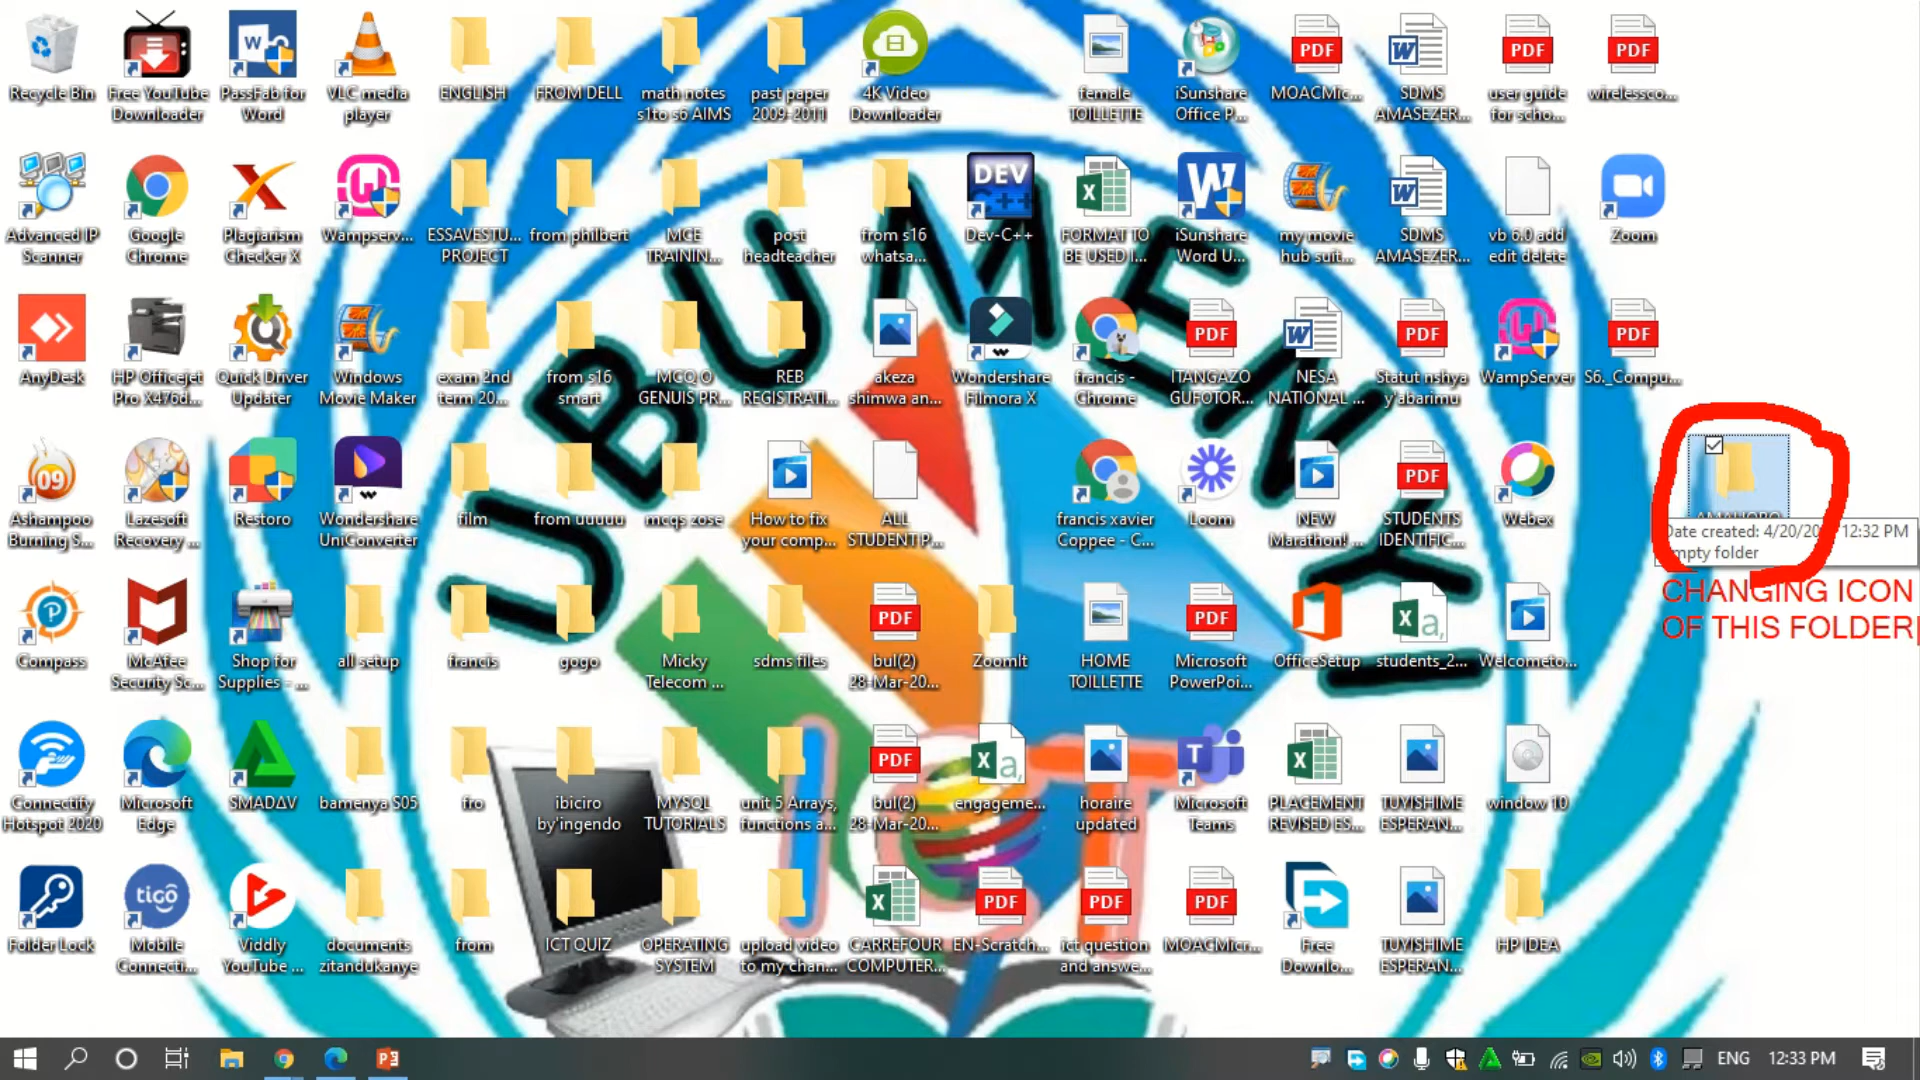 Recycle Bin
Free YouTube
Downloader
PassFab for
Word
VLC media
player
ENGLISH
FROM DELL
math notes
s1to s6 AIMS
past paper
2009-2011
4K Video
Downloader
female
TOILLETTE
iSunshare
Office P...
MOACMic...
SDMS
AMASEZER...
user guide
for scho...
wirelessco...
Advanced IP
Scanner
Google
Chrome
Plagiarism
Checker X
Wampserv...
ESSAVESTU...
PROJECT
from philbert
MCE
TRAININ...
post
headteacher
from s16
whatsa...
DEV
C++
Dev-C++
FORMAT TO
BE USED I...
iSunshare
Word U...
my movie
hub suit...
SDMS
AMASEZER...
vb 6.0 add
edit delete
Zoom
AnyDesk
HP Officejet
Pro X476d...
Quick Driver
Updater
Windows
Movie Maker
exam 2nd
term 20...
from s16
smart
MCQ O
GENUIS PR...
REB
REGISTRATI...
akeza
shimwa an...
Wondershare
Filmora X
francis -
Chrome
ITANGAZO
GUFOTOR...
NESA
NATIONAL ...
Statut nshya
y'abarimu
WampServer
S6._Compu...
Ashampoo
Burning S...
Lazesoft
Recovery ...
Restoro
Wondershare
UniConverter
film
from uuuuu
mcqs zose
How to fix
your comp...
ALL
STUDENT P...
francis xavier
Coppee - C...
Loom
NEW
Marathon! ...
STUDENTS
IDENTIFIC...
Webex
Date created: 4/20/20 12:32 PM
Empty folder
CHANGING ICON
OF THIS FOLDER
Compass
McAfee
Security Sc...
Shop for
Supplies - ...
all setup
francis
gogo
Micky
Telecom ...
sdms files
bul(2)
28-Mar-20...
ZoomIt
HOME
TOILLETTE
Microsoft
PowerPoi...
OfficeSetup
students_2...
Welcometo...
Connectify
Hotspot 2020
Microsoft
Edge
SMADAV
bamenya S05
fro
ibiciro
by'ingendo
MYSQL
TUTORIALS
unit 5 Arrays,
functions a...
bul(2)
28-Mar-20...
engageme...
horaire
updated
Microsoft
Teams
PLACEMENT
REVISED ES...
TUYISHIME
ESPERAN...
window 10
Folder Lock
Mobile
Connecti...
Viddly
YouTube ...
documents
zitandukanye
from
ICT QUIZ
OPERATING
SYSTEM
upload video
to my chan...
CARREFOUR
COMPUTER...
EN-Scratch...
ict question
and answe...
MOACMicr...
Free
Downlo...
TUYISHIME
ESPERAN...
HP IDEA
UBUMENYI
ENG
12:33 PM